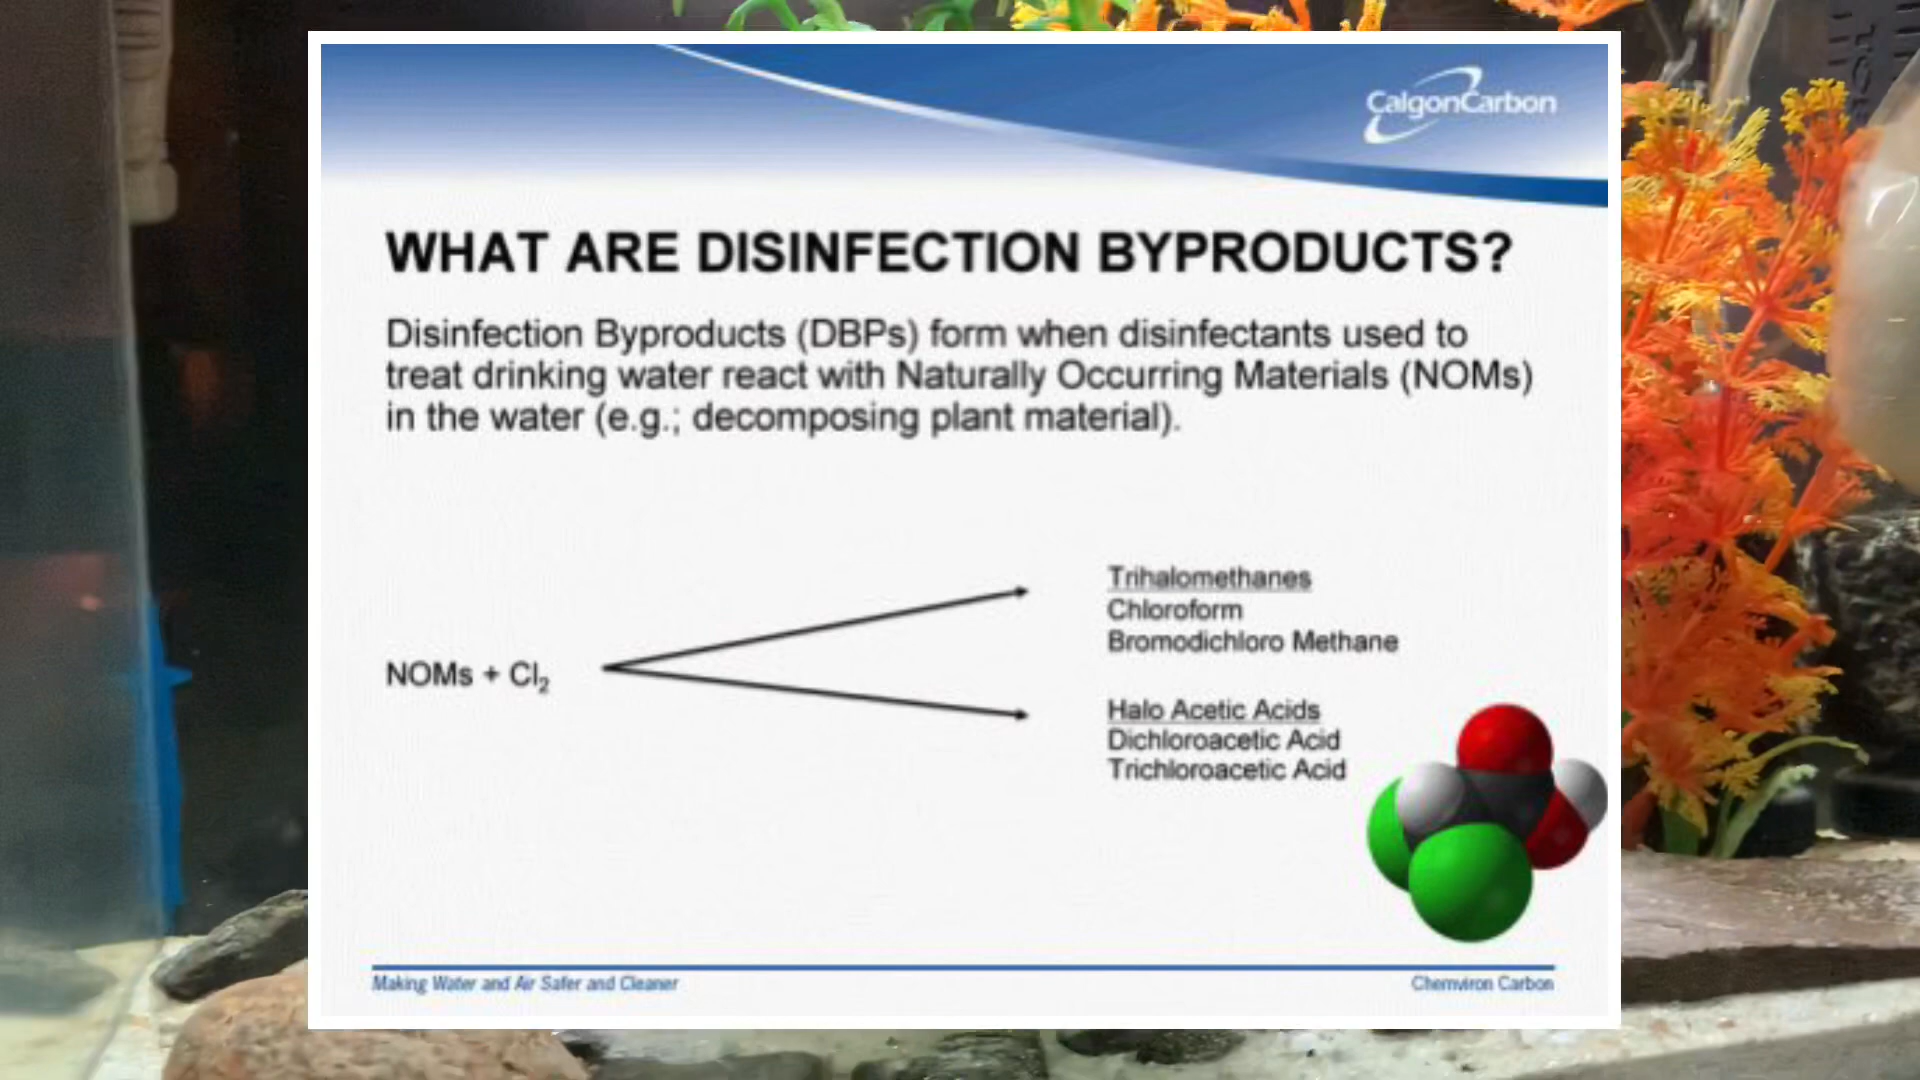 CalgonCarbon
WHAT ARE DISINFECTION BYPRODUCTS?
Disinfection Byproducts (DBPs) form when disinfectants used to
treat drinking water react with Naturally Occurring Materials (NOMs)
in the water (e.g.; decomposing plant material).
NOMs + Cl₂
Trihalomethanes
Chloroform
Bromodichloro Methane
Halo Acetic Acids
Dichloroacetic Acid
Trichloroacetic Acid
Making Water and Air Safer and Cleaner
Chemviron Carbon